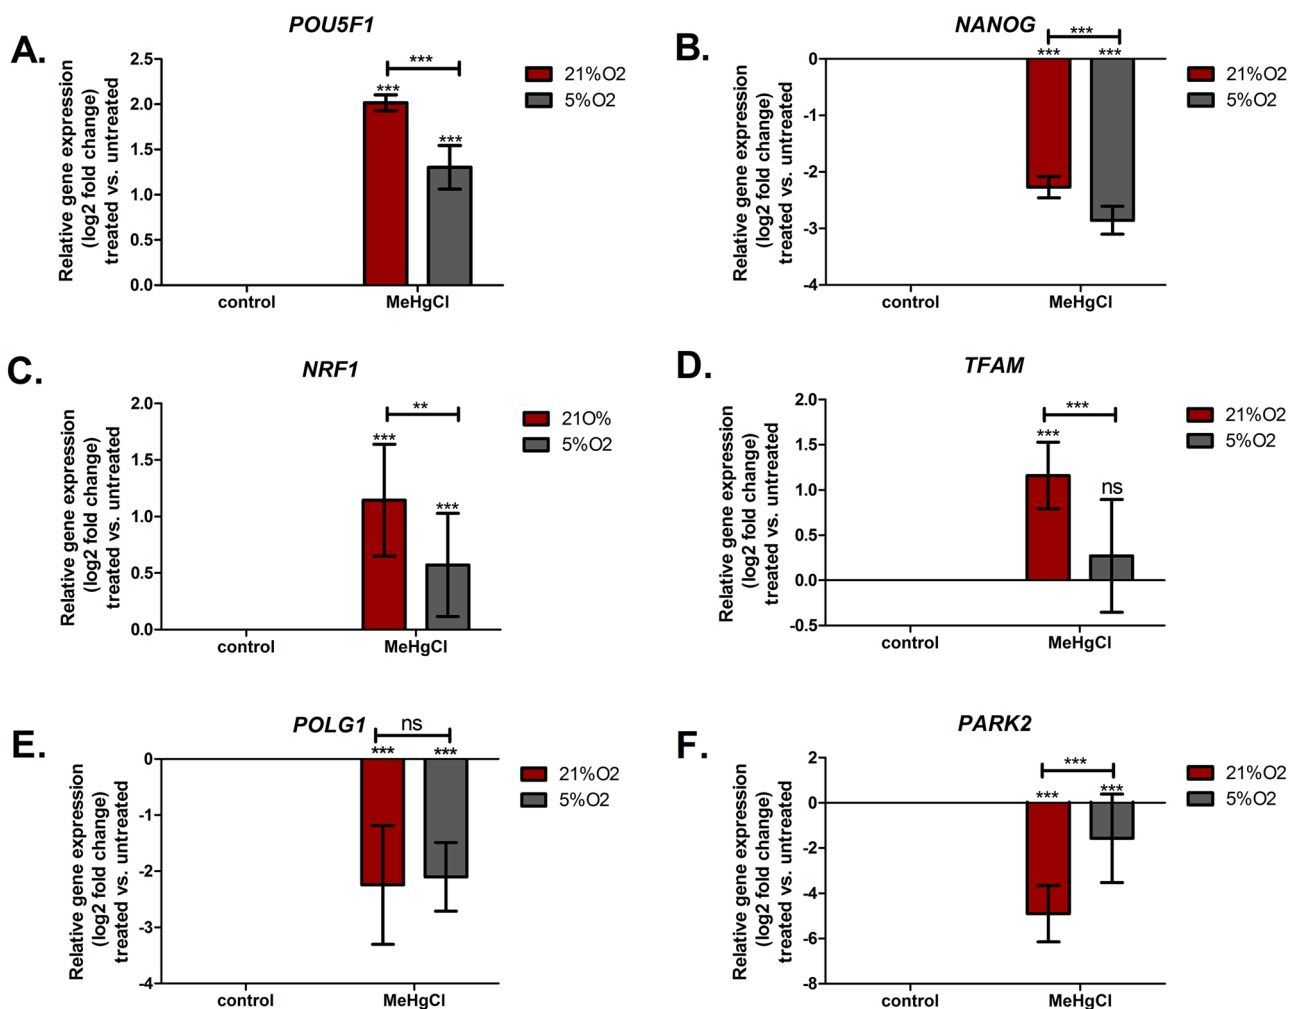 A.
POU5F1
Relative gene expression
(log2 fold change)
treated vs. untreated
2.5
2.0
1.5
1.0
0.5
0.0
***
***
***
control
MeHgCl
21%O2
5%O2
B.
NANOG
Relative gene expression
(log2 fold change)
treated vs. untreated
0
-1
-2
-3
-4
***
***
***
control
MeHgCl
21%O2
5%O2
C.
NRF1
Relative gene expression
(log2 fold change)
treated vs. untreated
2.0
1.5
1.0
0.5
0.0
**
***
***
control
MeHgCl
21O%
5%O2
D.
TFAM
Relative gene expression
(log2 fold change)
treated vs. untreated
2.0
1.5
1.0
0.5
0.0
-0.5
***
***
ns
control
MeHgCl
21%O2
5%O2
E.
POLG1
Relative gene expression
(log2 fold change)
treated vs. untreated
0
-1
-2
-3
-4
ns
***
***
control
MeHgCl
21%O2
5%O2
F.
PARK2
Relative gene expression
(log2 fold change)
treated vs. untreated
2
0
-2
-4
-6
-8
***
***
***
control
MeHgCl
21%O2
5%O2